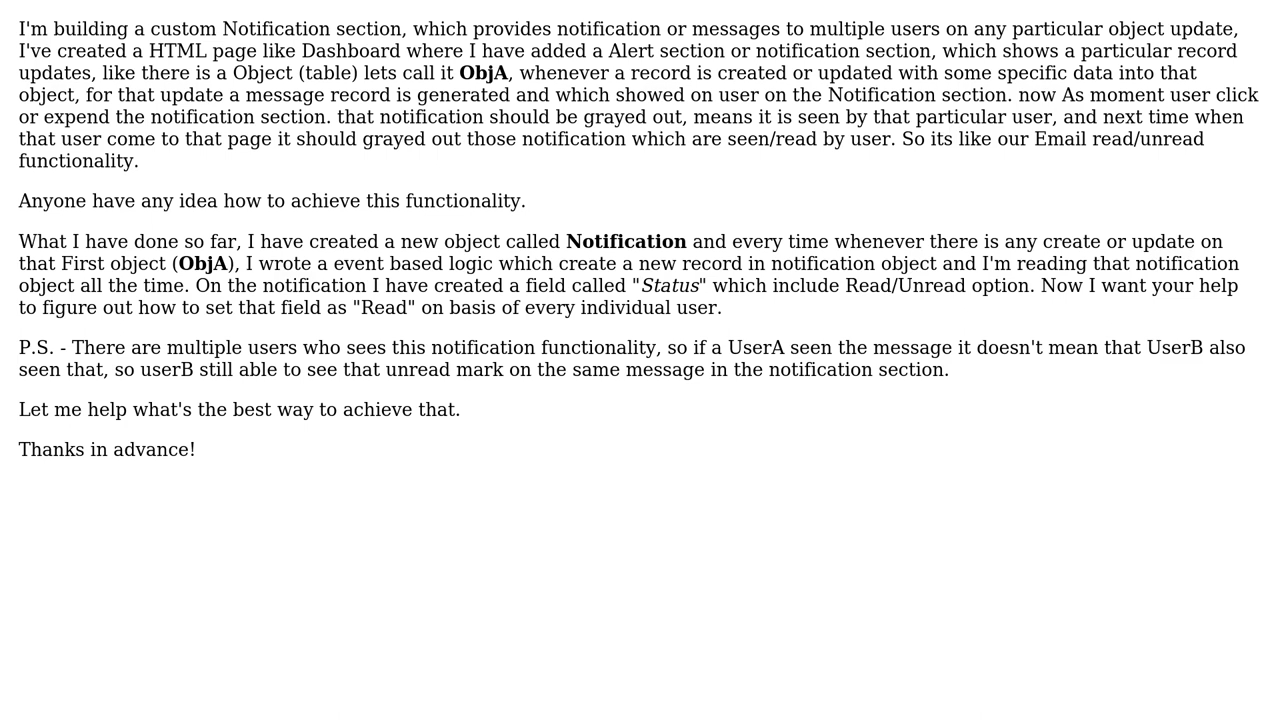 I'm building a custom Notification section, which provides notification or messages to multiple users on any particular object update,
I've created a HTML page like Dashboard where I have added a Alert section or notification section, which shows a particular record
updates, like there is a Object (table) lets call it ObjA, whenever a record is created or updated with some specific data into that
object, for that update a message record is generated and which showed on user on the Notification section. now As moment user click
or expend the notification section. that notification should be grayed out, means it is seen by that particular user, and next time when
that user come to that page it should grayed out those notification which are seen/read by user. So its like our Email read/unread
functionality.
Anyone have any idea how to achieve this functionality.
What I have done so far, I have created a new object called Notification and every time whenever there is any create or update on
that First object (ObjA), I wrote a event based logic which create a new record in notification object and I'm reading that notification
object all the time. On the notification I have created a field called "Status" which include Read/Unread option. Now I want your help
to figure out how to set that field as "Read" on basis of every individual user.
P.S. - There are multiple users who sees this notification functionality, so if a UserA seen the message it doesn't mean that UserB also
seen that, so userB still able to see that unread mark on the same message in the notification section.
Let me help what's the best way to achieve that.
Thanks in advance!